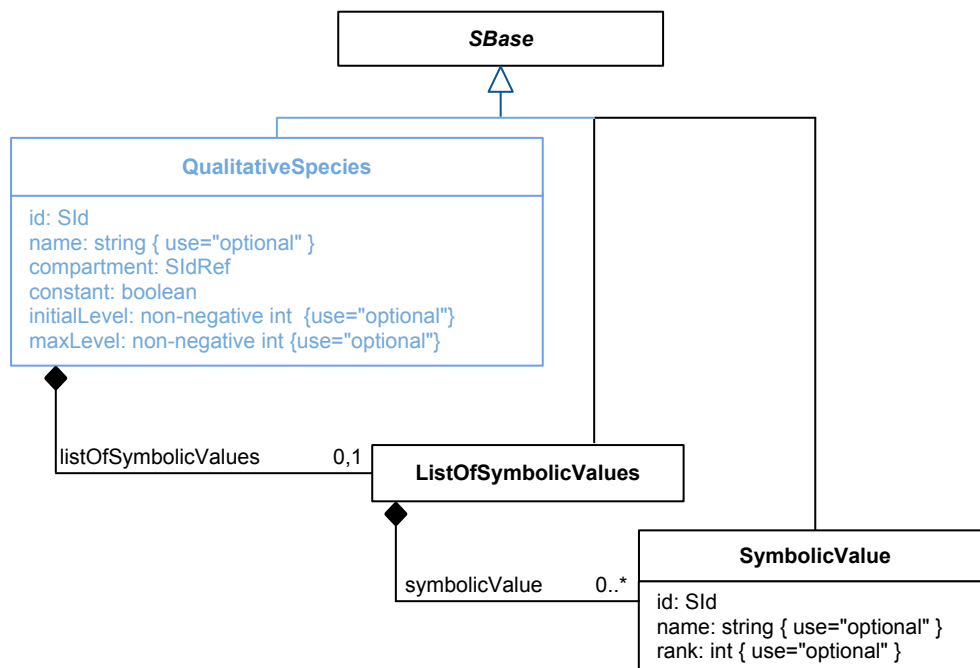 SBase
QualitativeSpecies
id: SId
name: string { use="optional" }
compartment: SIdRef
constant: boolean
initialLevel: non-negative int  {use="optional"}
maxLevel: non-negative int {use="optional"}
listOfSymbolicValues 0,1
ListOfSymbolicValues
symbolicValue 0..*
SymbolicValue
id: SId
name: string { use="optional" }
rank: int { use="optional" }